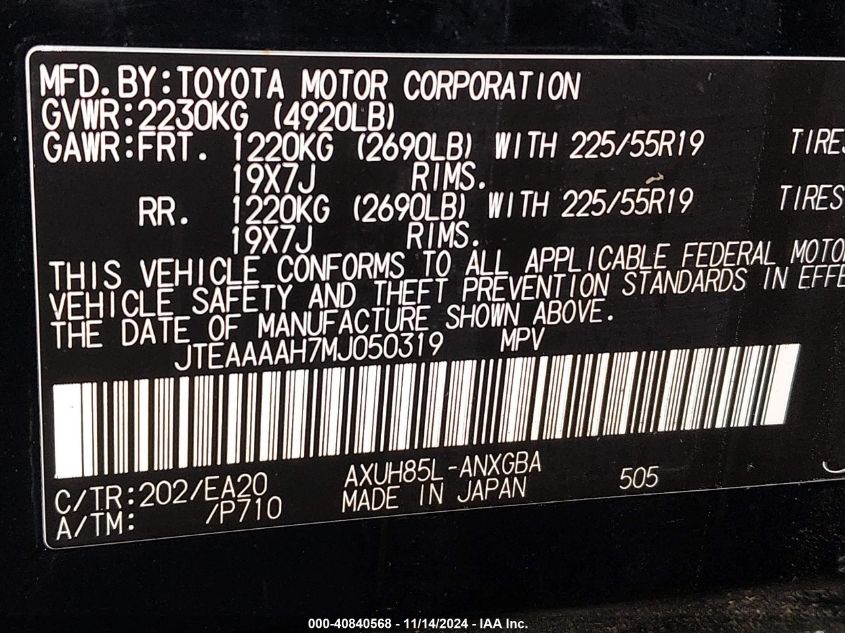 MFD. BY: TOYOTA MOTOR CORPORATION
GVWR: 2230KG (4920LB)
GAWR: FRT. 1220KG (2690LB) WITH 225/55R19 TIRES
19X7J RIMS.
RR. 1220KG (2690LB) WITH 225/55R19 TIRES
19X7J RIMS.
THIS VEHICLE CONFORMS TO ALL APPLICABLE FEDERAL MOTO
VEHICLE SAFETY AND THEFT PREVENTION STANDARDS IN EFFE
THE DATE OF MANUFACTURE SHOWN ABOVE.
JTEAAAAH7MJ050319 MPV
C/TR: 202/EA20 AXUH85L-ANXGBA 505
A/TM: /P710 MADE IN JAPAN
000-40840568 - 11/14/2024 - IAA Inc.